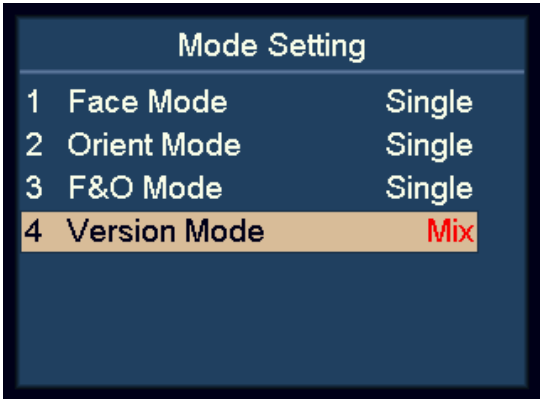 Mode Setting
1 Face Mode Single
2 Orient Mode Single
3 F&O Mode Single
4 Version Mode Mix